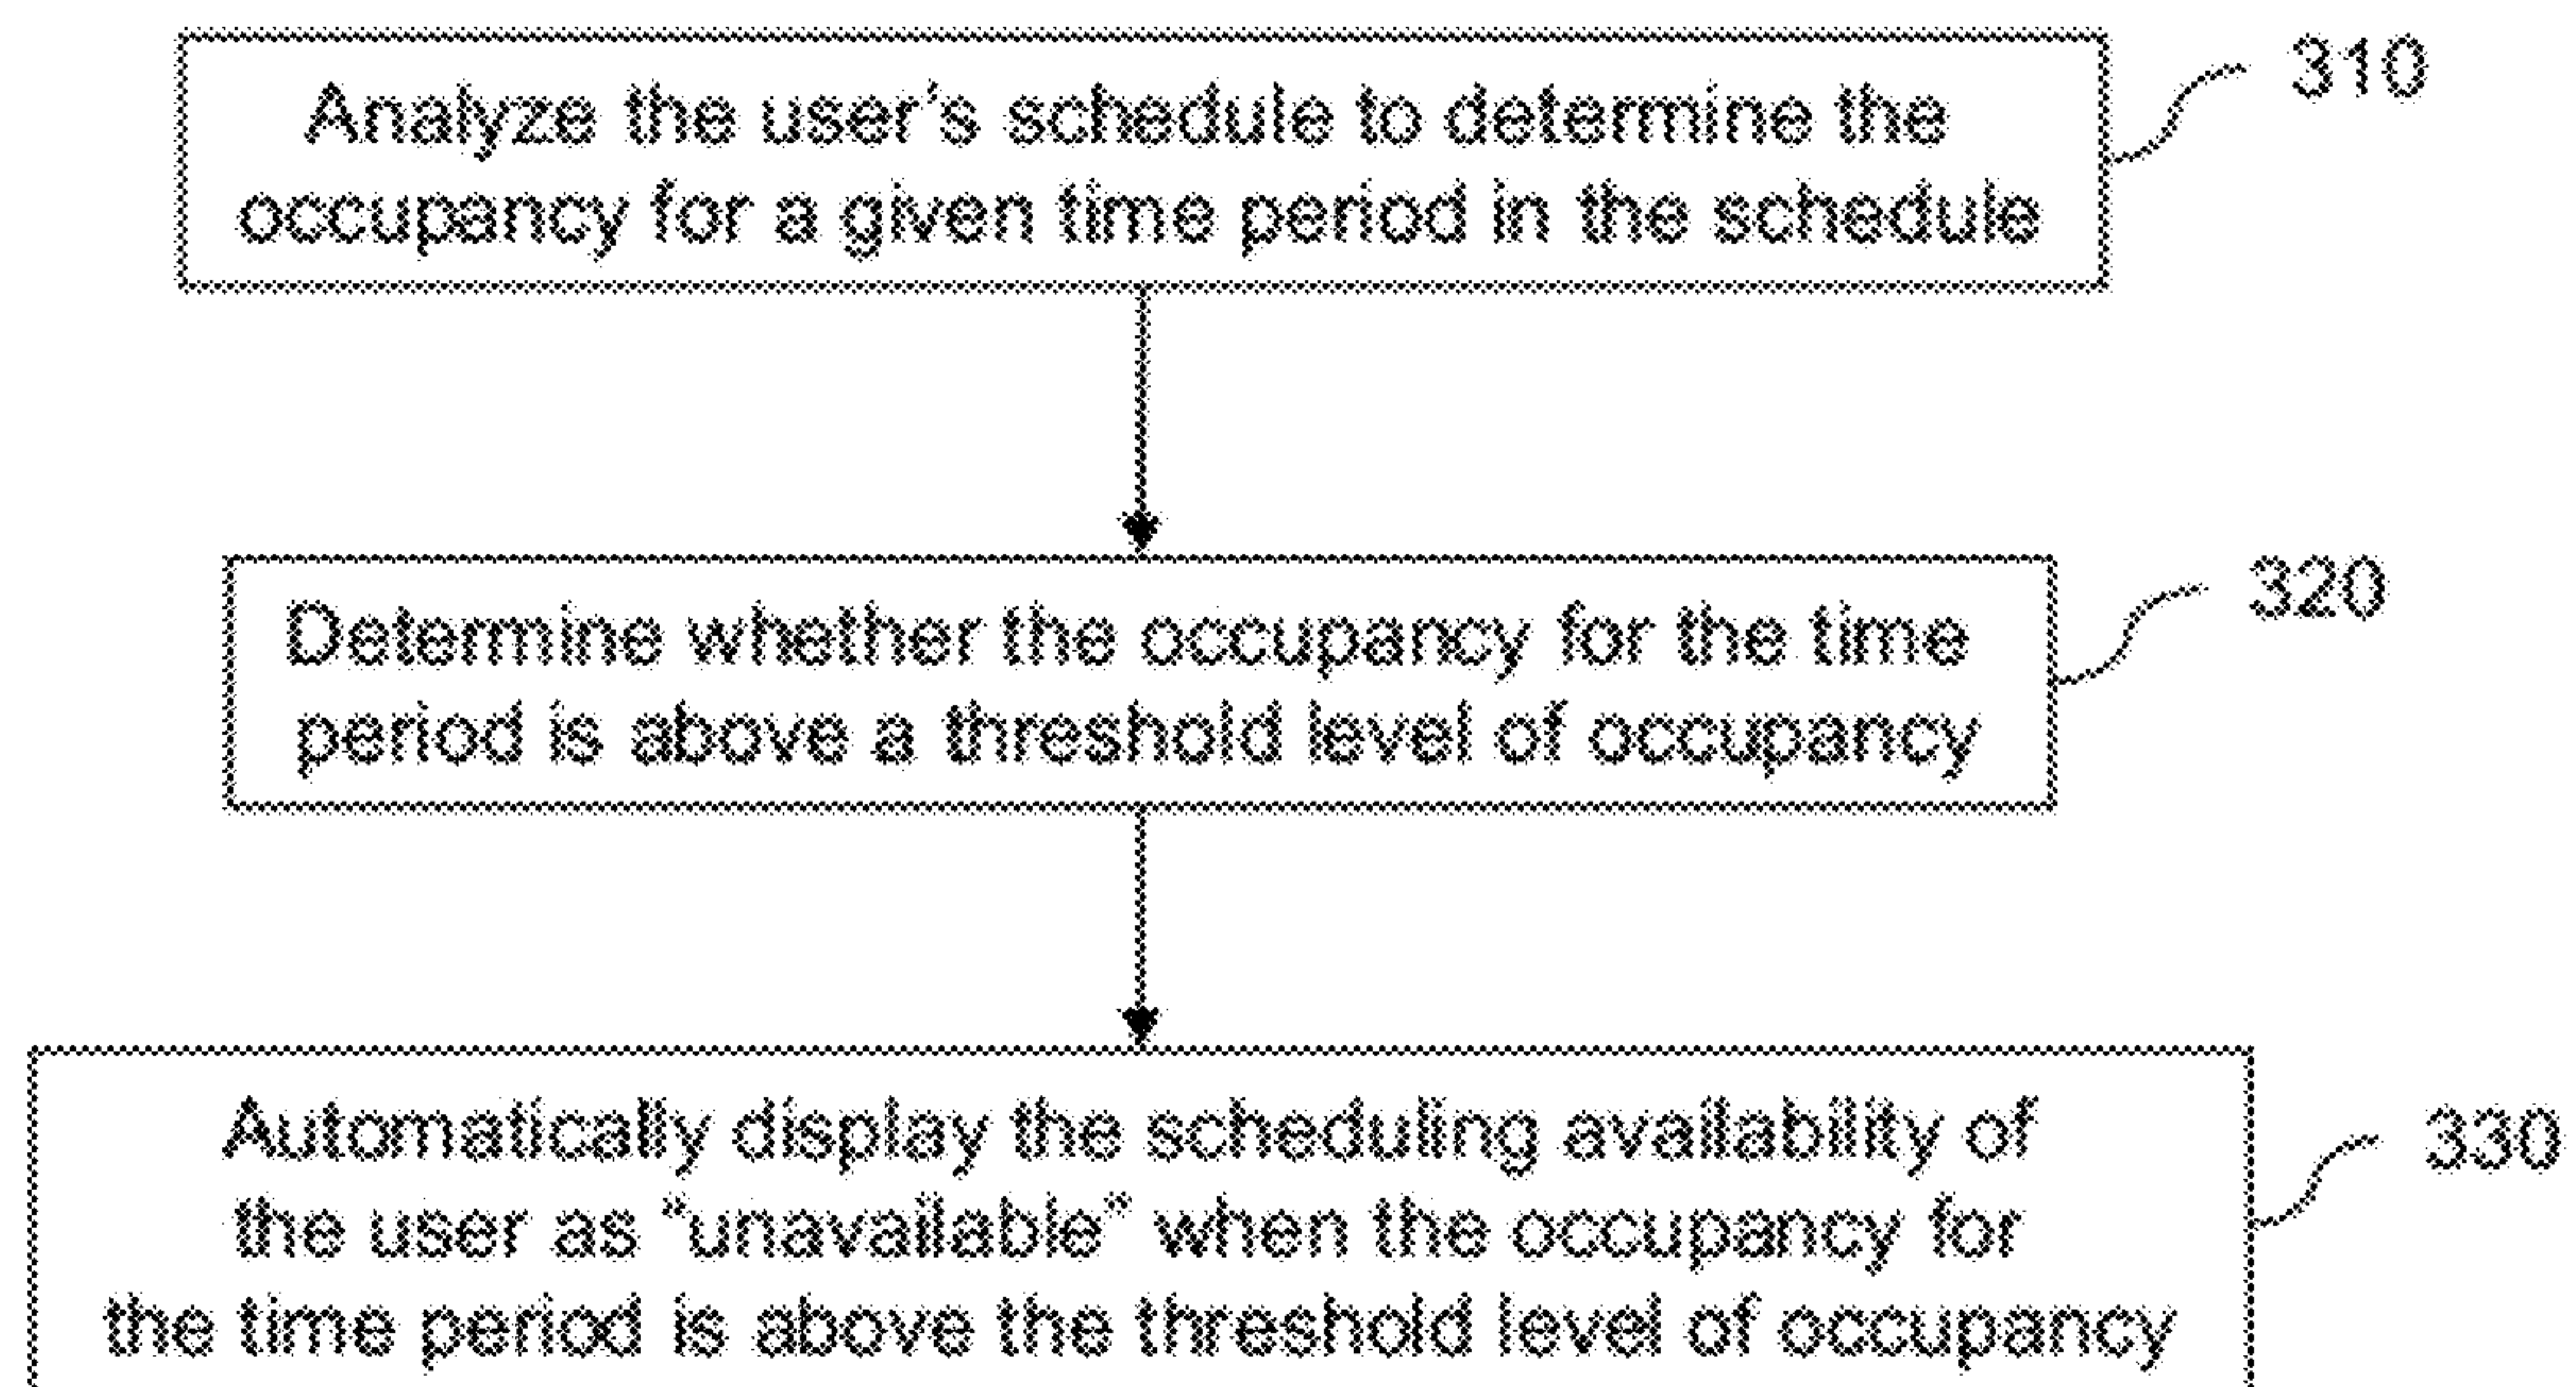 Analyze the user's schedule to determine the
occupancy for a given time period in the schedule
310
Determine whether the occupancy for the time
period is above a threshold level of occupancy
320
Automatically display the scheduling availability of
the user as “unavailable” when the occupancy for
the time period is above the threshold level of occupancy
330